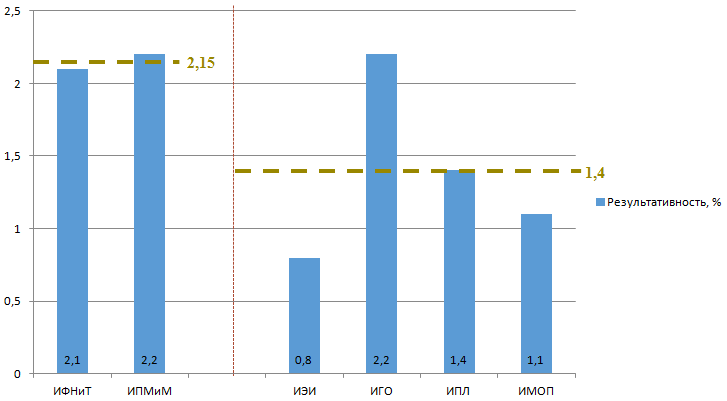 2,5
2
1,5
1
0,5
0
2,15
1,4
2,1
2,2
0,8
2,2
1,4
1,1
ИФНиТ
ИПМиМ
ИЭИ
ИГО
ИПЛ
ИМОП
Результативность, %